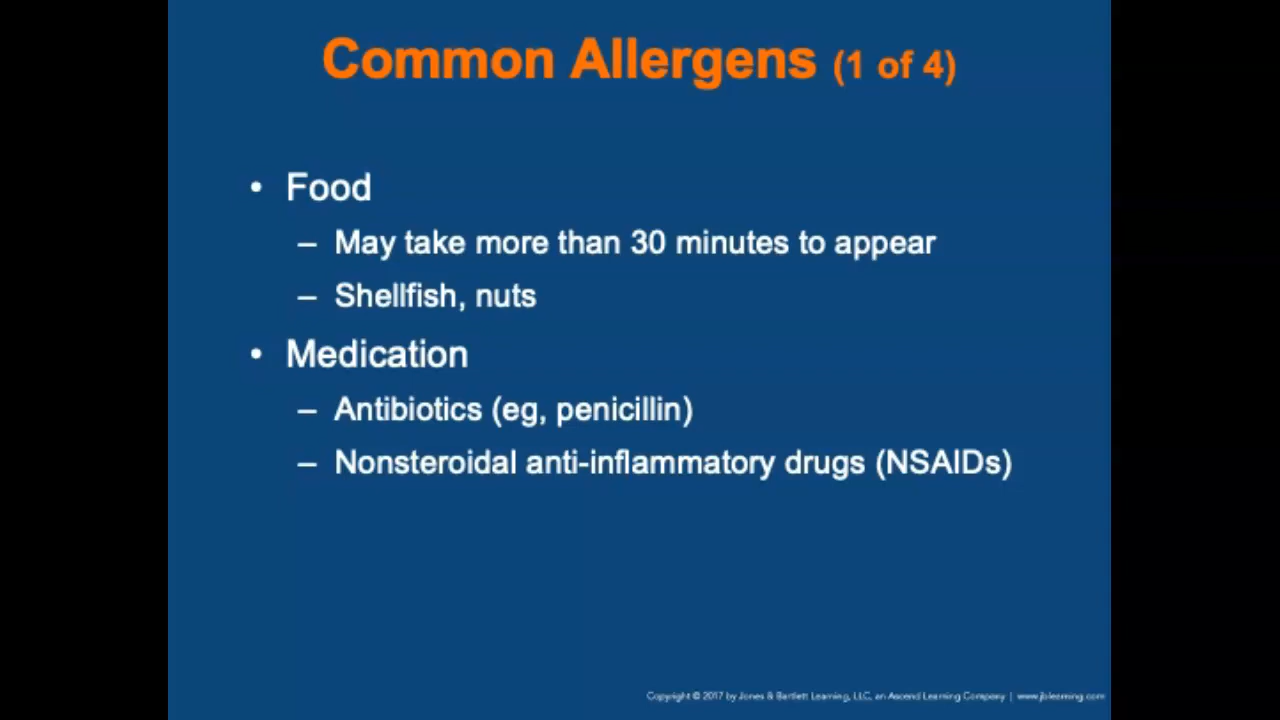 Common Allergens (1 of 4)
• Food
– May take more than 30 minutes to appear
– Shellfish, nuts
• Medication
– Antibiotics (eg, penicillin)
– Nonsteroidal anti-inflammatory drugs (NSAIDs)
Copyright © 2017 by Jones & Bartlett Learning, LLC, an Ascend Learning Company | www.jblearning.com